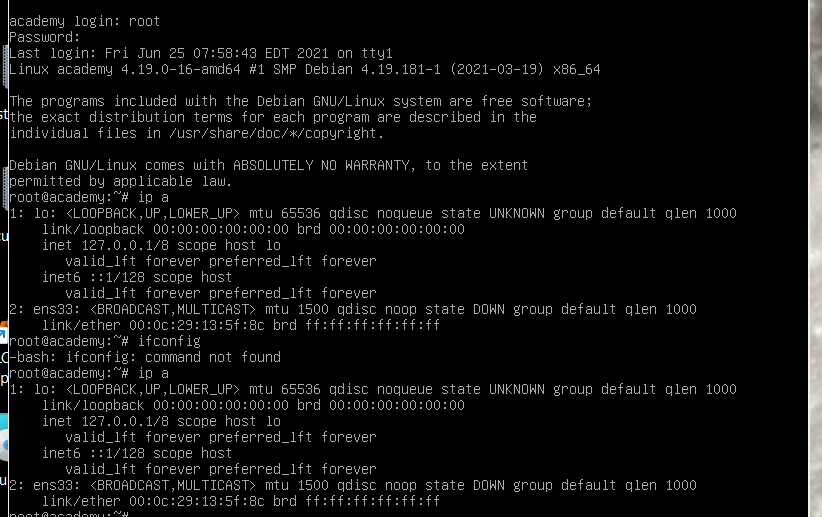 academy login: root
Password:
Last login: Fri Jun 25 07:58:43 EDT 2021 on tty1
Linux academy 4.19.0-16-amd64 #1 SMP Debian 4.19.181-1 (2021-03-19) x86_64
The programs included with the Debian GNU/Linux system are free software;
the exact distribution terms for each program are described in the
individual files in /usr/share/doc/*/copyright.
Debian GNU/Linux comes with ABSOLUTELY NO WARRANTY, to the extent
permitted by applicable law.
root@academy:~# ip a
1: lo: <LOOPBACK,UP,LOWER_UP> mtu 65536 qdisc noqueue state UNKNOWN group default qlen 1000
link/loopback 00:00:00:00:00:00 brd 00:00:00:00:00:00
inet 127.0.0.1/8 scope host lo
valid_lft forever preferred_lft forever
inet6 ::1/128 scope host
valid_lft forever preferred_lft forever
2: ens33: <BROADCAST,MULTICAST> mtu 1500 qdisc noop state DOWN group default qlen 1000
link/ether 00:0c:29:13:5f:8c brd ff:ff:ff:ff:ff:ff
root@academy:~# ifconfig
-bash: ifconfig: command not found
root@academy:~# ip a
1: lo: <LOOPBACK,UP,LOWER_UP> mtu 65536 qdisc noqueue state UNKNOWN group default qlen 1000
link/loopback 00:00:00:00:00:00 brd 00:00:00:00:00:00
inet 127.0.0.1/8 scope host lo
valid_lft forever preferred_lft forever
inet6 ::1/128 scope host
valid_lft forever preferred_lft forever
2: ens33: <BROADCAST,MULTICAST> mtu 1500 qdisc noop state DOWN group default qlen 1000
link/ether 00:0c:29:13:5f:8c brd ff:ff:ff:ff:ff:ff
root@academy:~#